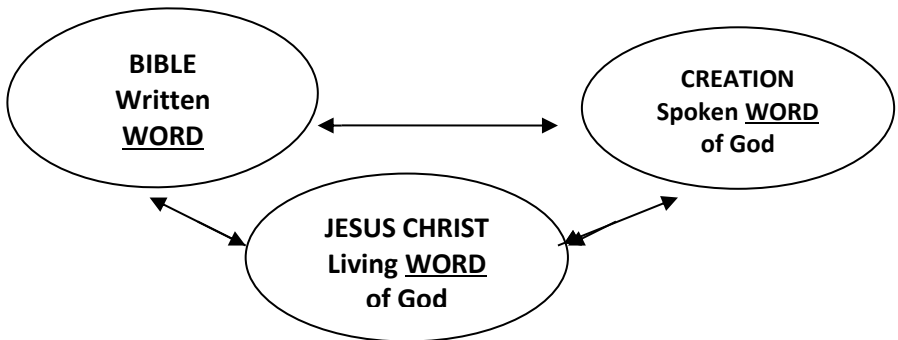 BIBLE
Written
WORD
CREATION
Spoken WORD
of God
JESUS CHRIST
Living WORD
of God